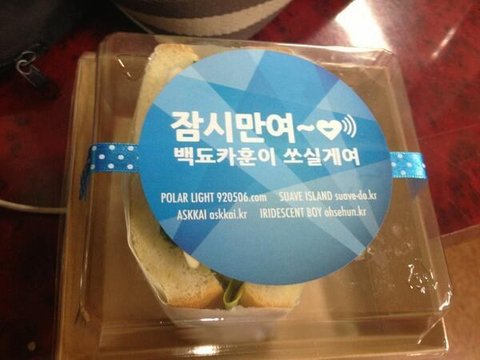 잠시만여~
백됴카훈이 쏘실게여
POLAR LIGHT 920506.com SUAVE ISLAND suave-do.kr
ASKKAI askkai.kr IRIDESCENT BOY ohsehun.kr